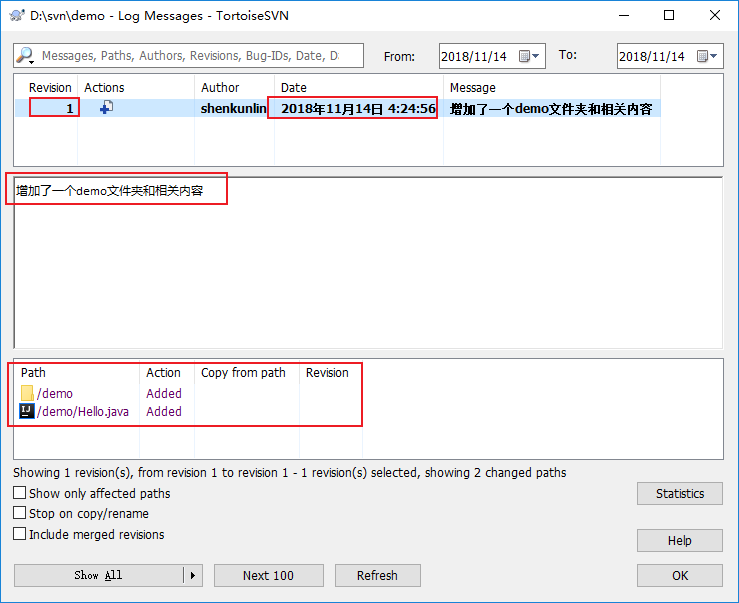 D:\svn\demo - Log Messages - TortoiseSVN
Messages, Paths, Authors, Revisions, Bug-IDs, Date, D: From: 2018/11/14 To: 2018/11/14
Revision Actions Author Date Message
1 shenkunlin 2018年11月14日 4:24:56 增加了一个demo文件夹和相关内容
增加了一个demo文件夹和相关内容
Path Action Copy from path Revision
/demo Added
IJ /demo/Hello.java Added
Showing 1 revision(s), from revision 1 to revision 1 - 1 revision(s) selected, showing 2 changed paths
Show only affected paths Statistics
Stop on copy/rename
Include merged revisions Help
Show All Next 100 Refresh OK